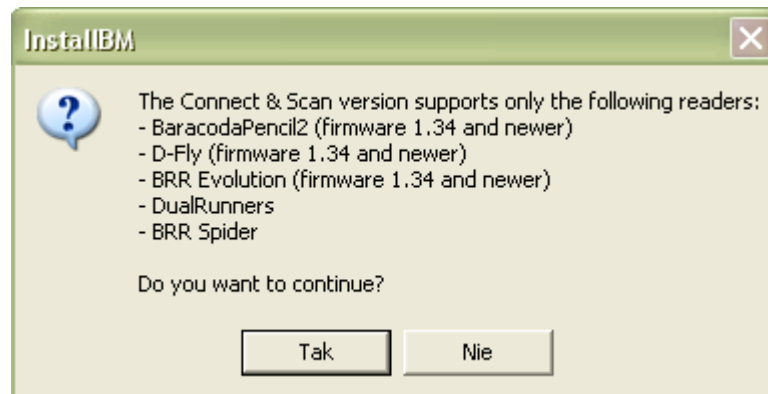 InstallBM
The Connect & Scan version supports only the following readers:
- BaracodaPencil2 (firmware 1.34 and newer)
- D-Fly (firmware 1.34 and newer)
- BRR Evolution (firmware 1.34 and newer)
- DualRunners
- BRR Spider
Do you want to continue?
Tak
Nie